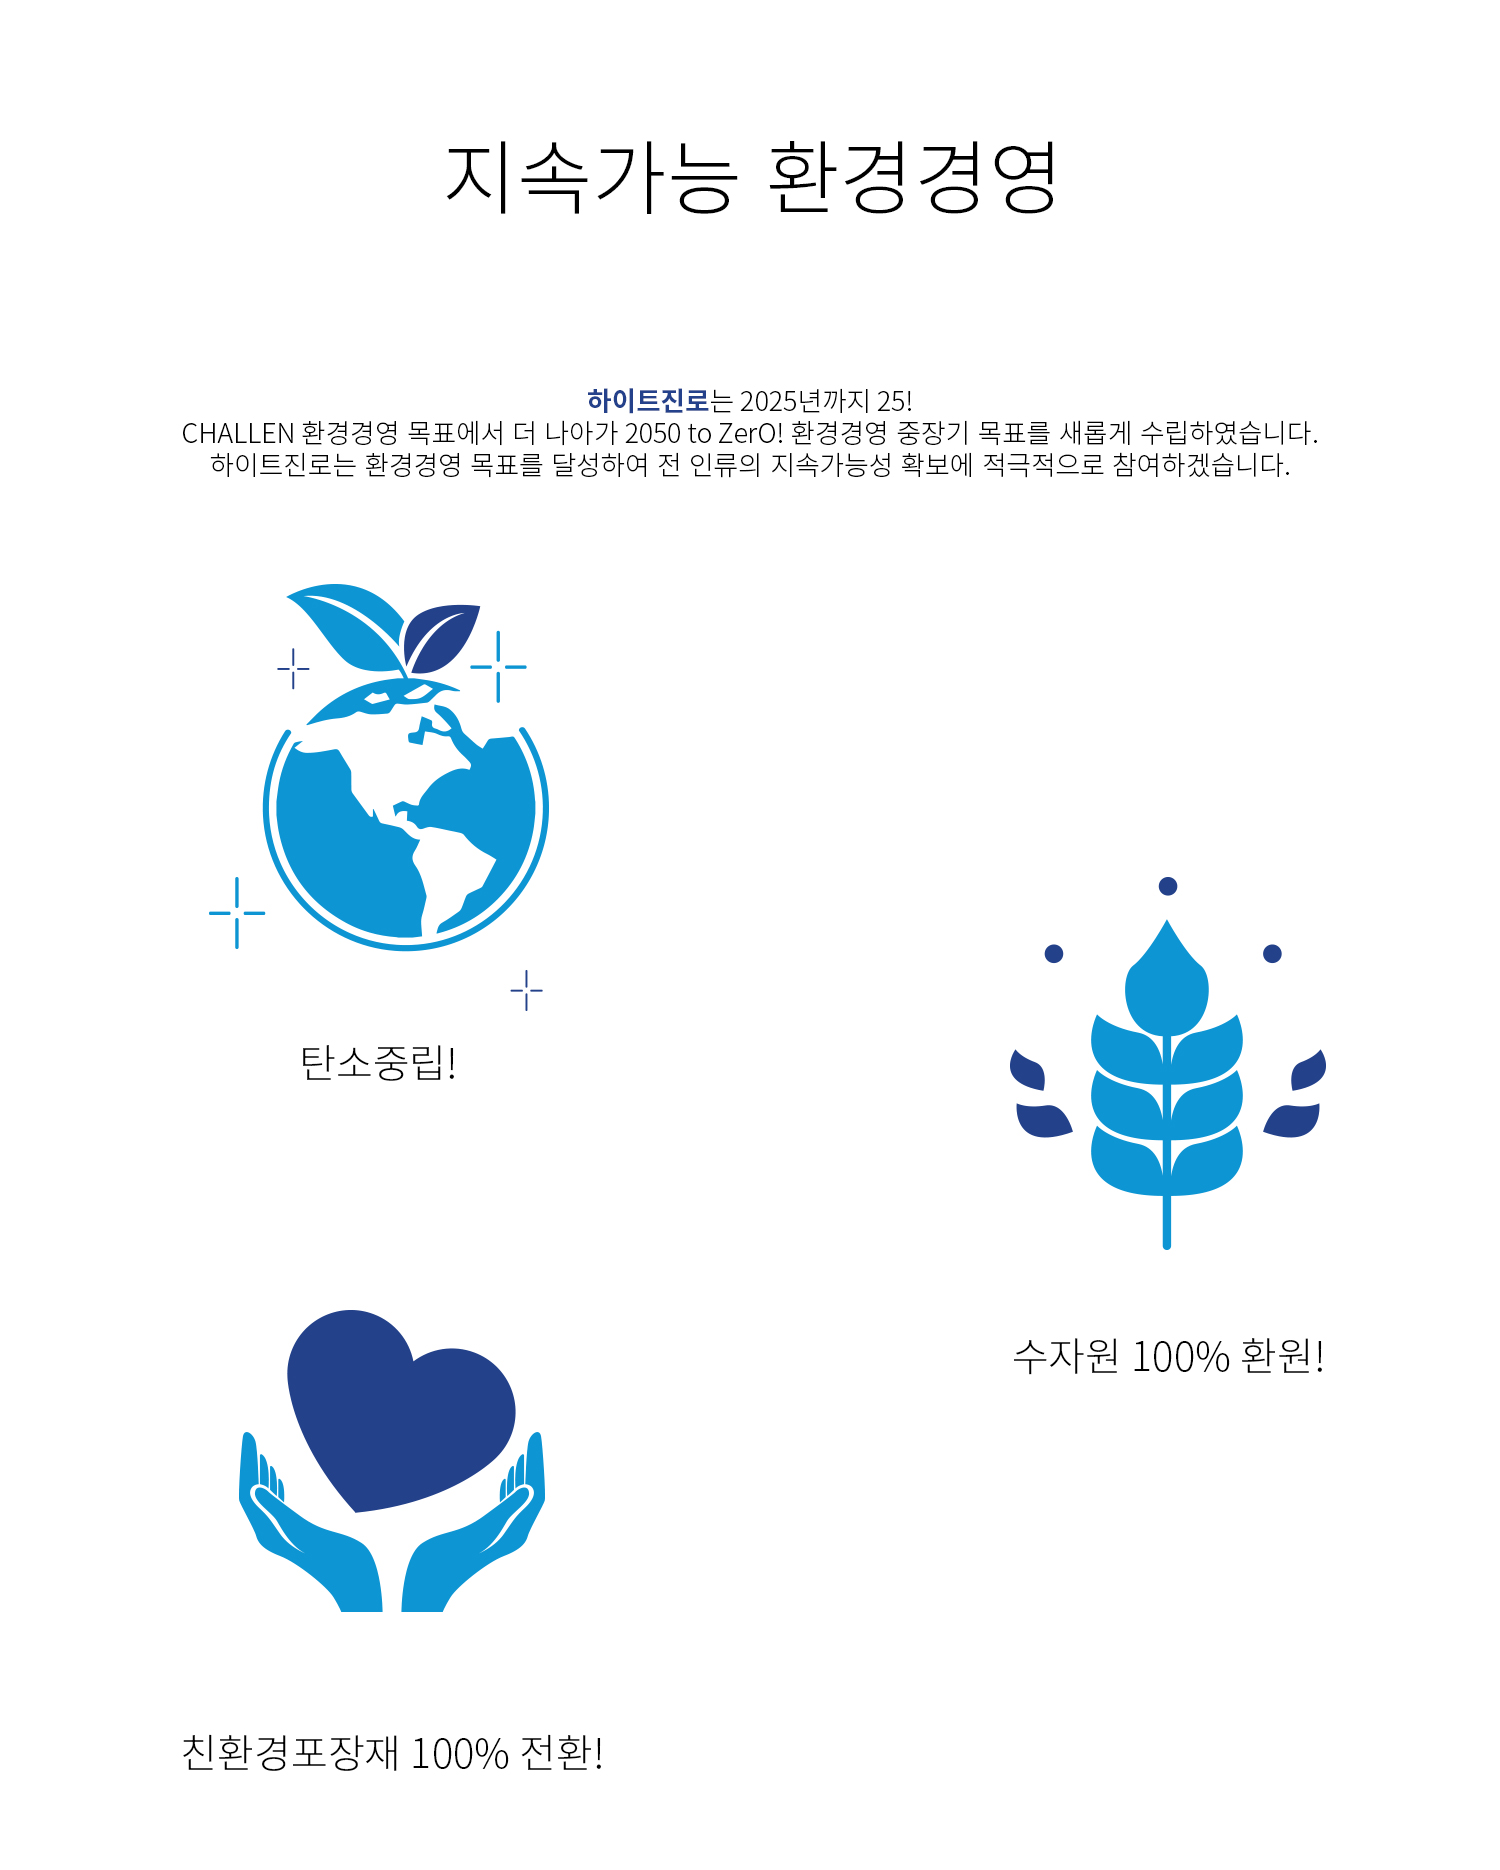 지속가능 환경경영
하이트진로는 2025년까지 25!
CHALLEN 환경경영 목표에서 더 나아가 2050 to ZerO! 환경경영 중장기 목표를 새롭게 수립하였습니다.
하이트진로는 환경경영 목표를 달성하여 전 인류의 지속가능성 확보에 적극적으로 참여하겠습니다.
탄소중립!
수자원 100% 환원!
친환경포장재 100% 전환!